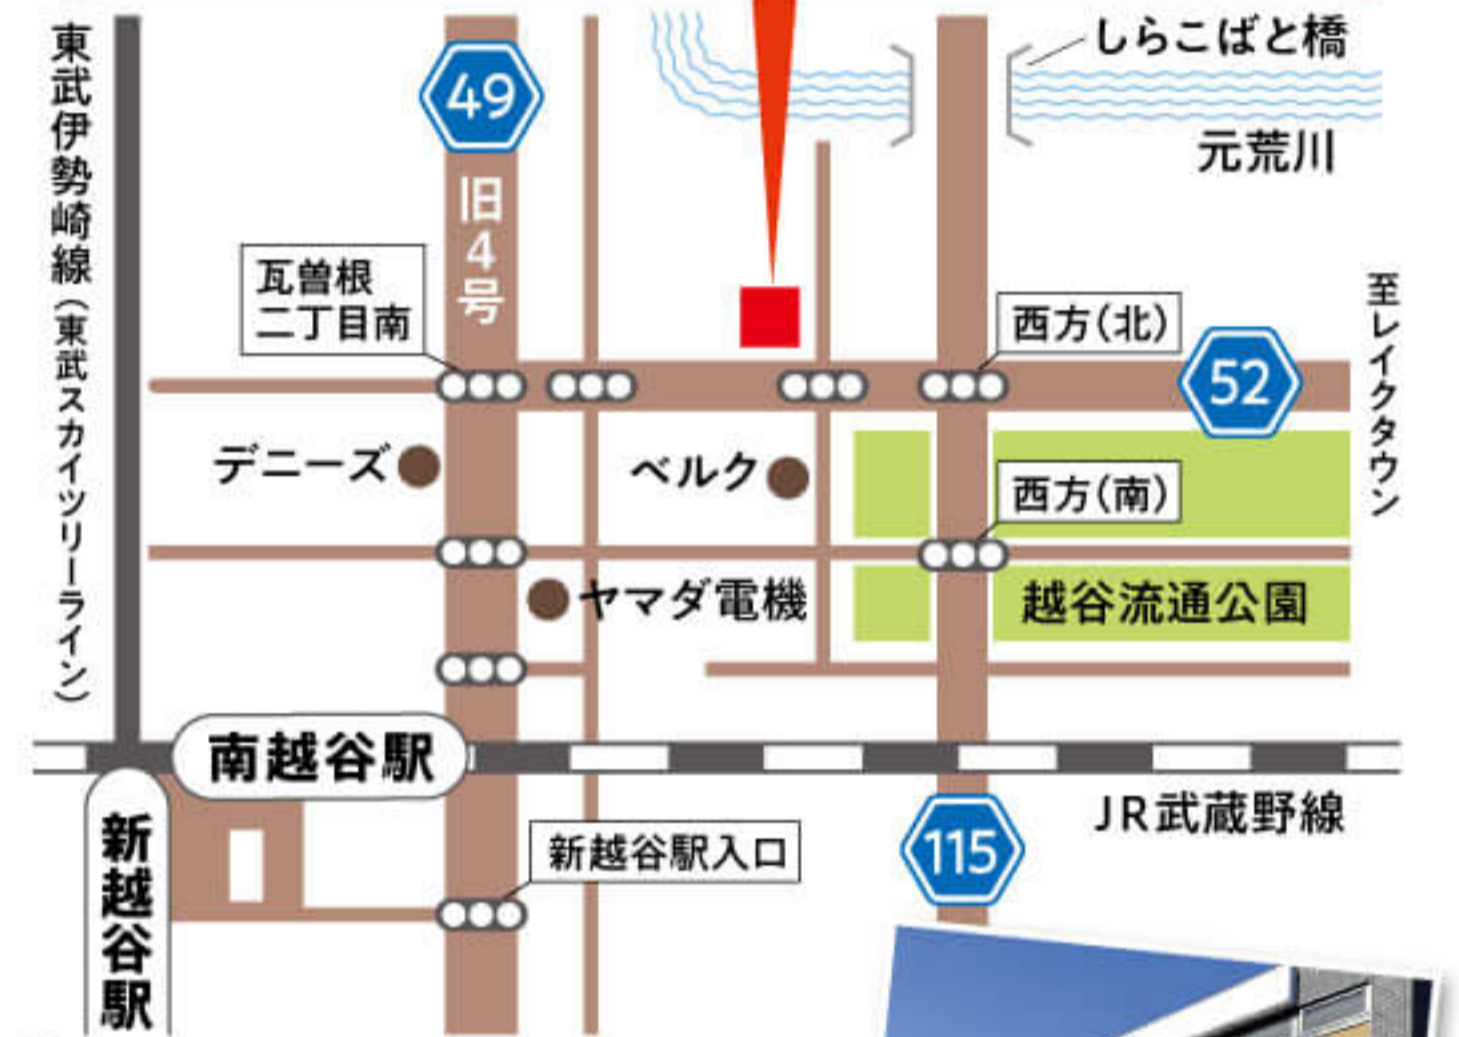 しらこばと橋
元荒川
東武伊勢崎線（東武スカイツリーライン）
49
旧4号
瓦曽根
二丁目南
西方（北）
52
至レイクタウン
デニーズ
ベルク
西方（南）
ヤマダ電機
越谷流通公園
南越谷駅
JR武蔵野線
新越谷駅
新越谷駅入口
115